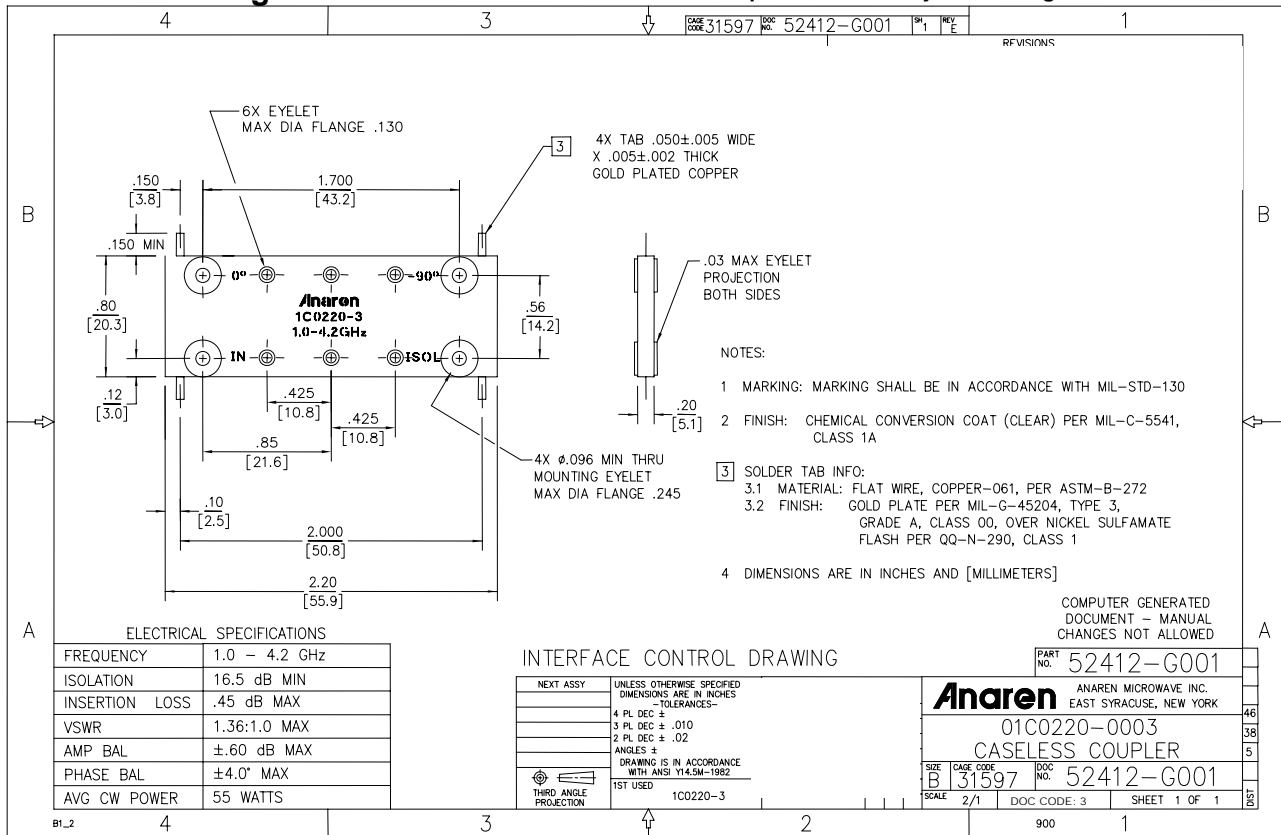 4
3
CAGE CODE 31597 DOC NO. 52412-G001 SH 1 REV E
1
REVISIONS
6X EYELET
MAX DIA FLANGE .130
3
4X TAB .050±.005 WIDE
X .005±.002 THICK
GOLD PLATED COPPER
.150
[3.8]
1.700
[43.2]
B
B
.150 MIN
0°
-90°
.03 MAX EYELET
PROJECTION
BOTH SIDES
Anaren
1C0220-3
1.0-4.2GHz
.80
[20.3]
.56
[14.2]
IN
ISOL
.12
[3.0]
.425
[10.8]
.425
[10.8]
.85
[21.6]
.20
[5.1]
4X ø.096 MIN THRU
MOUNTING EYELET
MAX DIA FLANGE .245
.10
[2.5]
2.000
[50.8]
2.20
[55.9]
NOTES:
1 MARKING: MARKING SHALL BE IN ACCORDANCE WITH MIL-STD-130
2 FINISH: CHEMICAL CONVERSION COAT (CLEAR) PER MIL-C-5541,
CLASS 1A
3 SOLDER TAB INFO:
3.1 MATERIAL: FLAT WIRE, COPPER-061, PER ASTM-B-272
3.2 FINISH: GOLD PLATE PER MIL-G-45204, TYPE 3,
GRADE A, CLASS 00, OVER NICKEL SULFAMATE
FLASH PER QQ-N-290, CLASS 1
4 DIMENSIONS ARE IN INCHES AND [MILLIMETERS]
COMPUTER GENERATED
DOCUMENT - MANUAL
CHANGES NOT ALLOWED
A
A
ELECTRICAL SPECIFICATIONS
FREQUENCY 1.0 - 4.2 GHz
ISOLATION 16.5 dB MIN
INSERTION LOSS .45 dB MAX
VSWR 1.36:1.0 MAX
AMP BAL ±.60 dB MAX
PHASE BAL ±4.0° MAX
AVG CW POWER 55 WATTS
INTERFACE CONTROL DRAWING
PART NO. 52412-G001
NEXT ASSY
UNLESS OTHERWISE SPECIFIED
DIMENSIONS ARE IN INCHES
-TOLERANCES-
4 PL DEC ±
3 PL DEC ± .010
2 PL DEC ± .02
ANGLES ±
DRAWING IS IN ACCORDANCE
WITH ANSI Y14.5M-1982
1ST USED
1C0220-3
THIRD ANGLE
PROJECTION
Anaren
ANAREN MICROWAVE INC.
EAST SYRACUSE, NEW YORK
01C0220-0003
CASELESS COUPLER
SIZE B CAGE CODE 31597 DOC NO. 52412-G001
SCALE 2/1 DOC CODE: 3 SHEET 1 OF 1
46
38
5
DIST
B1_2
4
3
2
900
1